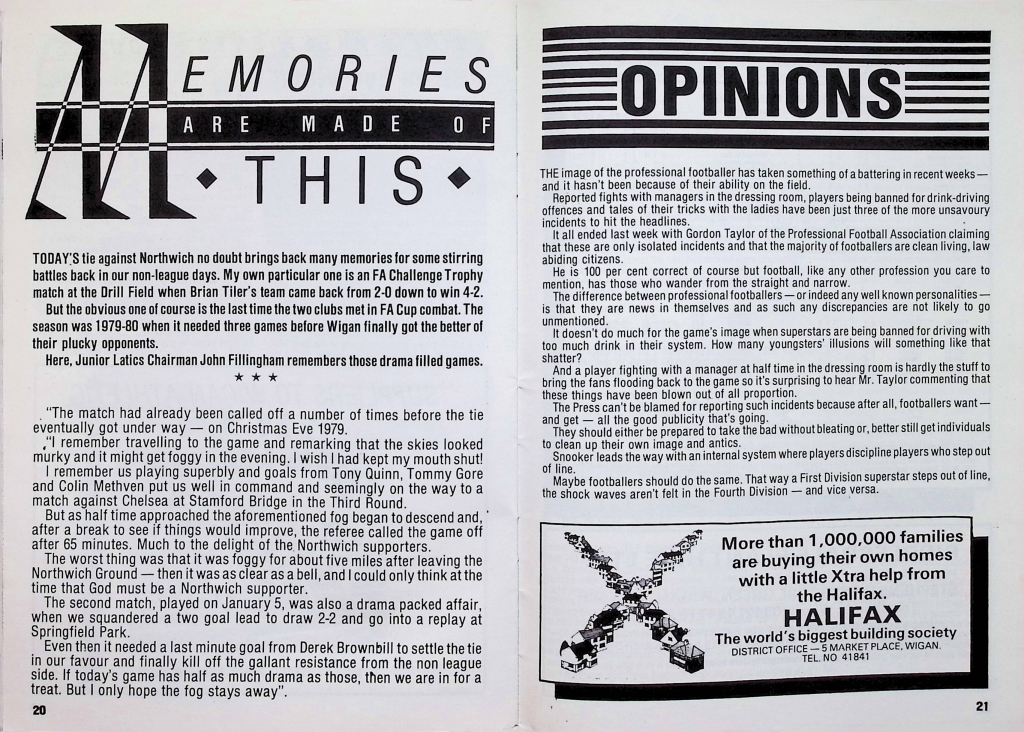 MEMORIES
ARE MADE OF
THIS
TODAY'S tie against Northwich no doubt brings back many memories for some stirring
battles back in our non-league days. My own particular one is an FA Challenge Trophy
match at the Drill Field when Brian Tiler's team came back from 2-0 down to win 4-2.
But the obvious one of course is the last time the two clubs met in FA Cup combat. The
season was 1979-80 when it needed three games before Wigan finally got the better of
their plucky opponents.
Here, Junior Latics Chairman John Fillingham remembers those drama filled games.
★ ★ ★
"The match had already been called off a number of times before the tie
eventually got under way — on Christmas Eve 1979.
"I remember travelling to the game and remarking that the skies looked
murky and it might get foggy in the evening. I wish I had kept my mouth shut!
I remember us playing superbly and goals from Tony Quinn, Tommy Gore
and Colin Methven put us well in command and seemingly on the way to a
match against Chelsea at Stamford Bridge in the Third Round.
But as half time approached the aforementioned fog began to descend and,
after a break to see if things would improve, the referee called the game off
after 65 minutes. Much to the delight of the Northwich supporters.
The worst thing was that it was foggy for about five miles after leaving the
Northwich Ground — then it was as clear as a bell, and I could only think at the
time that God must be a Northwich supporter.
The second match, played on January 5, was also a drama packed affair,
when we squandered a two goal lead to draw 2-2 and go into a replay at
Springfield Park.
Even then it needed a last minute goal from Derek Brownbill to settle the tie
in our favour and finally kill off the gallant resistance from the non league
side. If today's game has half as much drama as those, then we are in for a
treat. But I only hope the fog stays away".
20
OPINIONS
THE image of the professional footballer has taken something of a battering in recent weeks —
and it hasn't been because of their ability on the field.
Reported fights with managers in the dressing room, players being banned for drink-driving
offences and tales of their tricks with the ladies have been just three of the more unsavoury
incidents to hit the headlines.
It all ended last week with Gordon Taylor of the Professional Football Association claiming
that these are only isolated incidents and that the majority of footballers are clean living, law
abiding citizens.
He is 100 per cent correct of course but football, like any other profession you care to
mention, has those who wander from the straight and narrow.
The difference between professional footballers — or indeed any well known personalities —
is that they are news in themselves and as such any discrepancies are not likely to go
unmentioned.
It doesn't do much for the game's image when superstars are being banned for driving with
too much drink in their system. How many youngsters' illusions will something like that
shatter?
And a player fighting with a manager at half time in the dressing room is hardly the stuff to
bring the fans flooding back to the game so it's surprising to hear Mr. Taylor commenting that
these things have been blown out of all proportion.
The Press can't be blamed for reporting such incidents because after all, footballers want —
and get — all the good publicity that's going.
They should either be prepared to take the bad without bleating or, better still get individuals
to clean up their own image and antics.
Snooker leads the way with an internal system where players discipline players who step out
of line.
Maybe footballers should do the same. That way a First Division superstar steps out of line,
the shock waves aren't felt in the Fourth Division — and vice versa.
More than 1,000,000 families
are buying their own homes
with a little Xtra help from
the Halifax.
HALIFAX
The world's biggest building society
DISTRICT OFFICE — 5 MARKET PLACE, WIGAN.
TEL. NO 41841
21